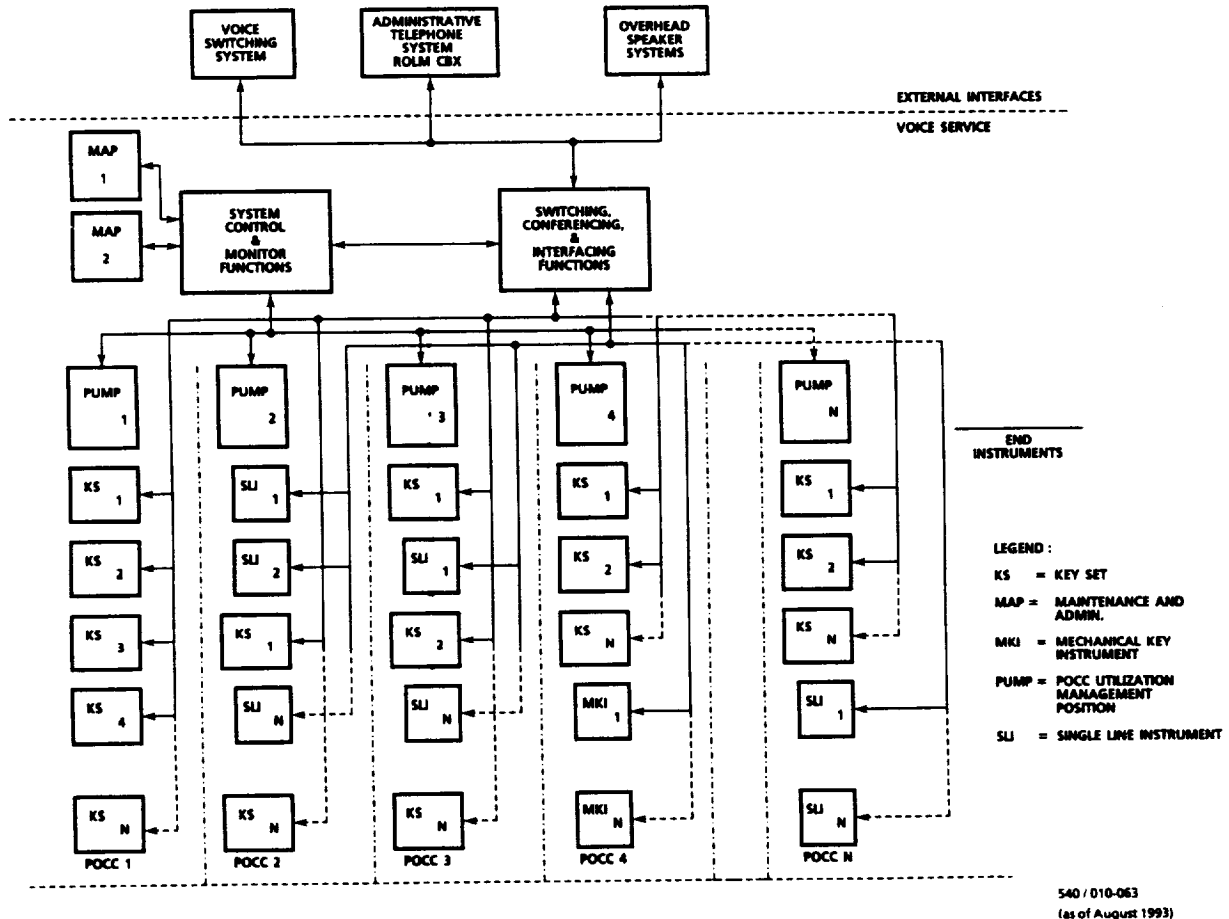 VOICE
SWITCHING
SYSTEM
ADMINISTRATIVE
TELEPHONE
SYSTEM
ROLM CBX
OVERHEAD
SPEAKER
SYSTEMS
EXTERNAL INTERFACES
VOICE SERVICE
MAP
1
MAP
2
SYSTEM
CONTROL
&
MONITOR
FUNCTIONS
SWITCHING,
CONFERENCING,
&
INTERFACING
FUNCTIONS
PUMP
1
KS
1
KS
2
KS
3
KS
4
KS
N
POCC 1
PUMP
2
SLI
1
SLI
2
KS
1
SLI
N
KS
N
POCC 2
PUMP
3
KS
1
SLI
1
KS
2
SLI
N
KS
N
POCC 3
PUMP
4
KS
1
KS
2
KS
N
MKI
1
MKI
N
POCC 4
PUMP
N
KS
1
KS
2
KS
N
SLI
1
SLI
N
POCC N
END
INSTRUMENTS
LEGEND :
KS = KEY SET
MAP = MAINTENANCE AND
ADMIN.
MKI = MECHANICAL KEY
INSTRUMENT
PUMP = POCC UTILIZATION
MANAGEMENT
POSITION
SLI = SINGLE LINE INSTRUMENT
540 / 010-063
(as of August 1993)